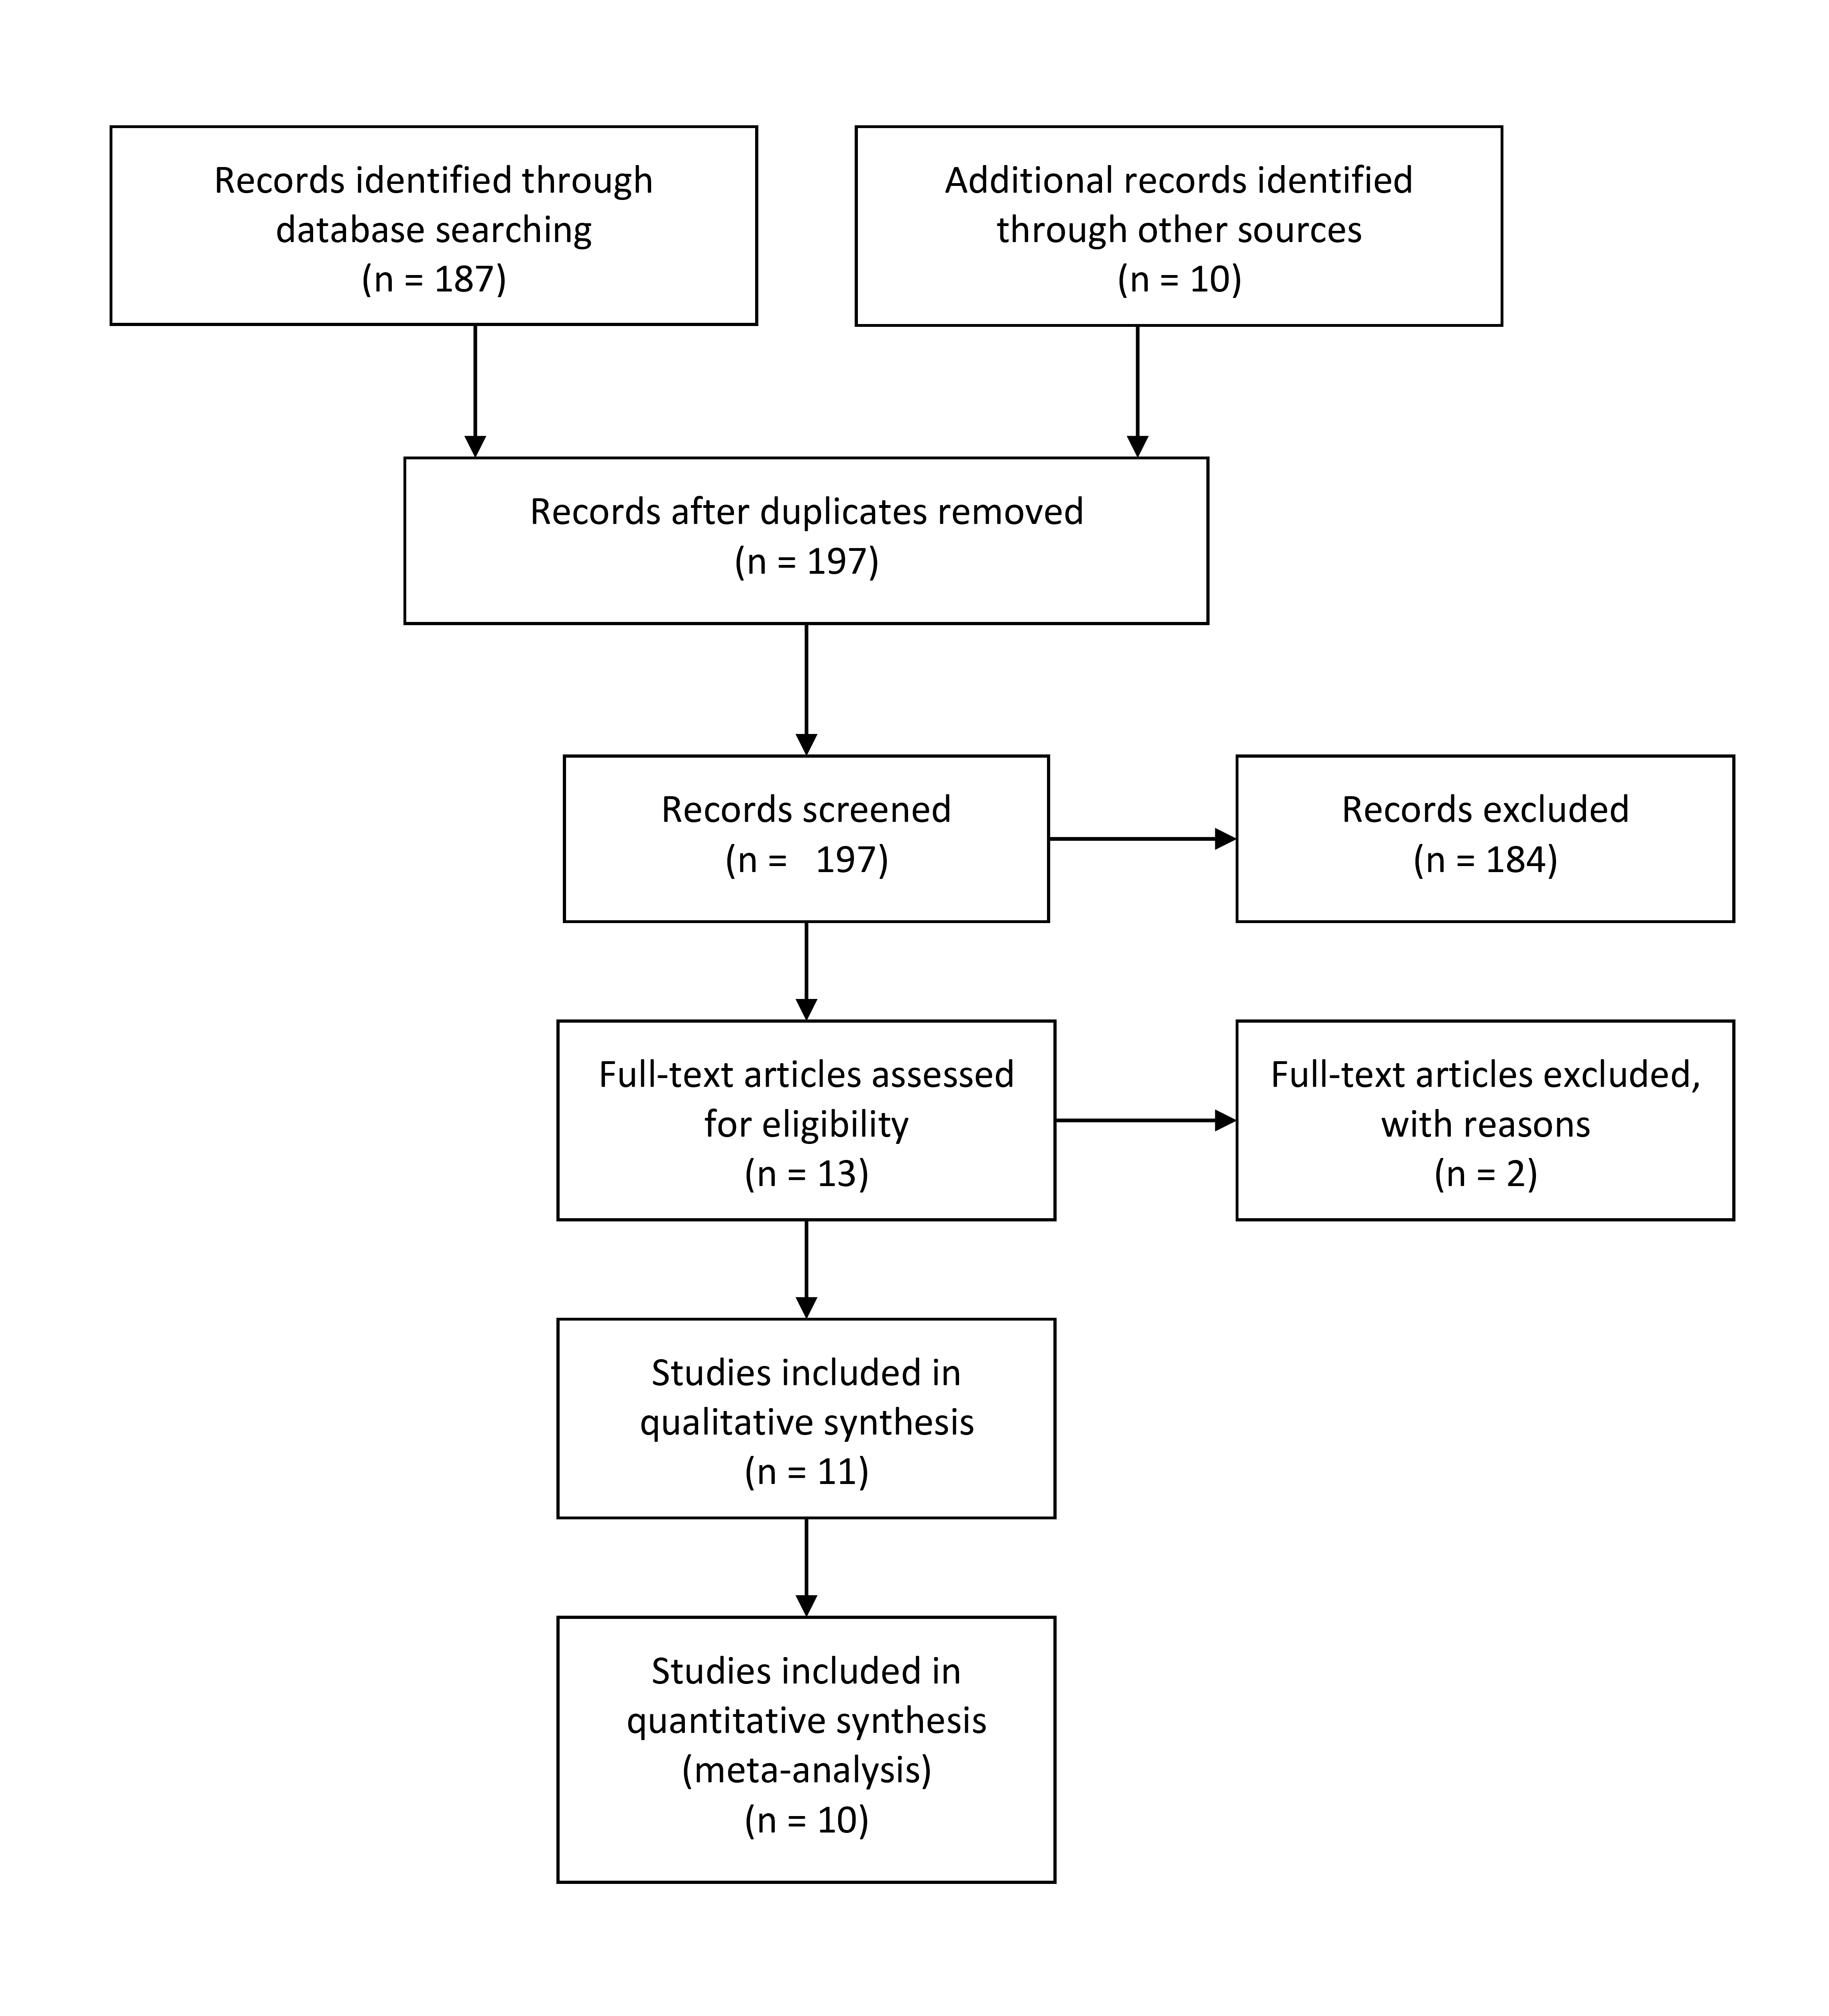 Records identified through
database searching
(n = 187)
Additional records identified
through other sources
(n = 10)
Records after duplicates removed
(n = 197)
Records screened
(n =   197)
Records excluded
(n = 184)
Full-text articles assessed
for eligibility
(n = 13)
Full-text articles excluded,
with reasons
(n = 2)
Studies included in
qualitative synthesis
(n = 11)
Studies included in
quantitative synthesis
(meta-analysis)
(n = 10)